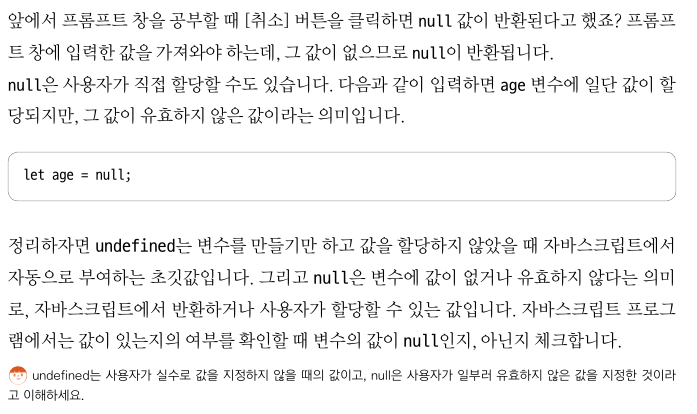 앞에서 프롬프트 창을 공부할 때 [취소] 버튼을 클릭하면 null 값이 반환된다고 했죠? 프롬프
트 창에 입력한 값을 가져와야 하는데, 그 값이 없으므로 null이 반환됩니다.
null은 사용자가 직접 할당할 수도 있습니다. 다음과 같이 입력하면 age 변수에 일단 값이 할
당되지만, 그 값이 유효하지 않은 값이라는 의미입니다.
let age = null;
정리하자면 undefined는 변수를 만들기만 하고 값을 할당하지 않았을 때 자바스크립트에서
자동으로 부여하는 초깃값입니다. 그리고 null은 변수에 값이 없거나 유효하지 않다는 의미
로, 자바스크립트에서 반환하거나 사용자가 할당할 수 있는 값입니다. 자바스크립트 프로그
램에서는 값이 있는지의 여부를 확인할 때 변수의 값이 null인지, 아닌지 체크합니다.
undefined는 사용자가 실수로 값을 지정하지 않을 때의 값이고, null은 사용자가 일부러 유효하지 않은 값을 지정한 것이라
고 이해하세요.